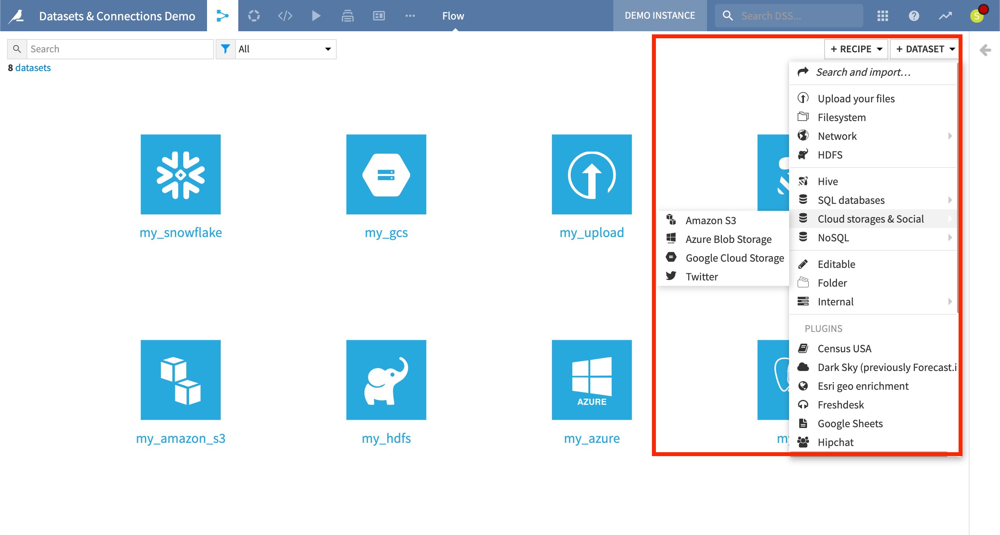 Datasets & Connections Demo
Flow
DEMO INSTANCE
Search DSS...
S
Search
All
+ RECIPE
+ DATASET
8 datasets
Search and import...
Upload your files
Filesystem
Network
HDFS
Hive
SQL databases
Cloud storages & Social
NoSQL
Amazon S3
Azure Blob Storage
Google Cloud Storage
Twitter
Editable
Folder
Internal
PLUGINS
Census USA
Dark Sky (previously Forecast.i
Esri geo enrichment
Freshdesk
Google Sheets
Hipchat
my_snowflake
my_gcs
my_upload
AZURE
AZURE
my_amazon_s3
my_hdfs
my_azure
my